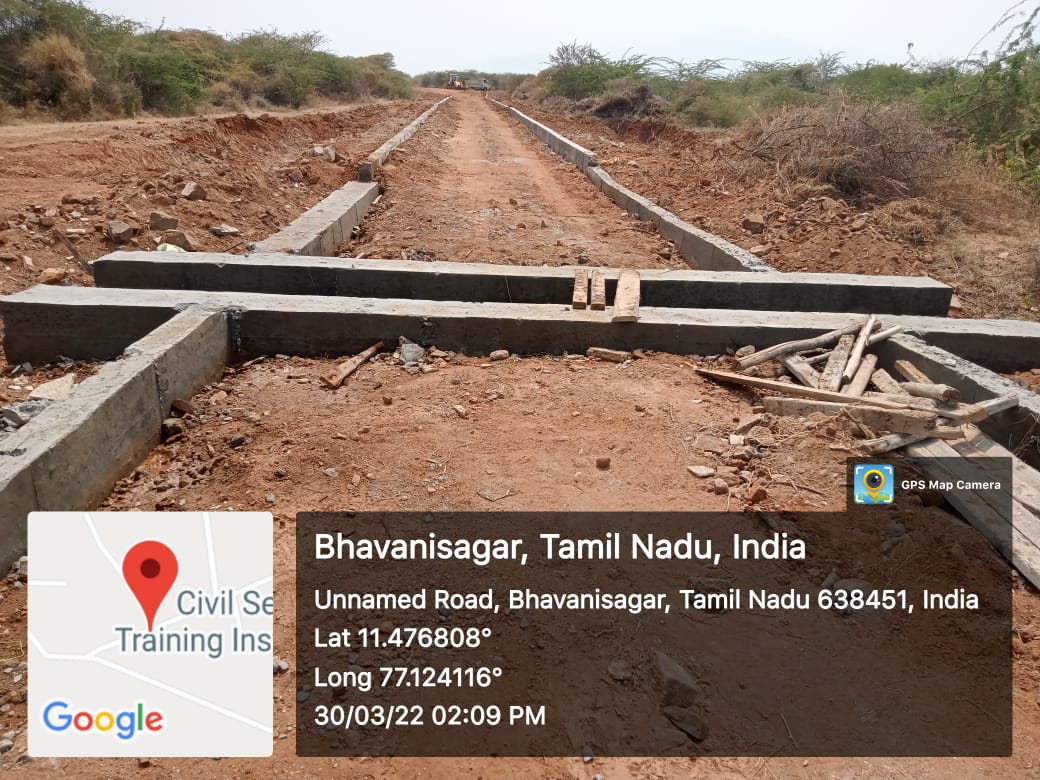 GPS Map Camera
Bhavanisagar, Tamil Nadu, India
Unnamed Road, Bhavanisagar, Tamil Nadu 638451, India
Lat 11.476808°
Long 77.124116°
30/03/22 02:09 PM
Civil Se
Training Ins
Google